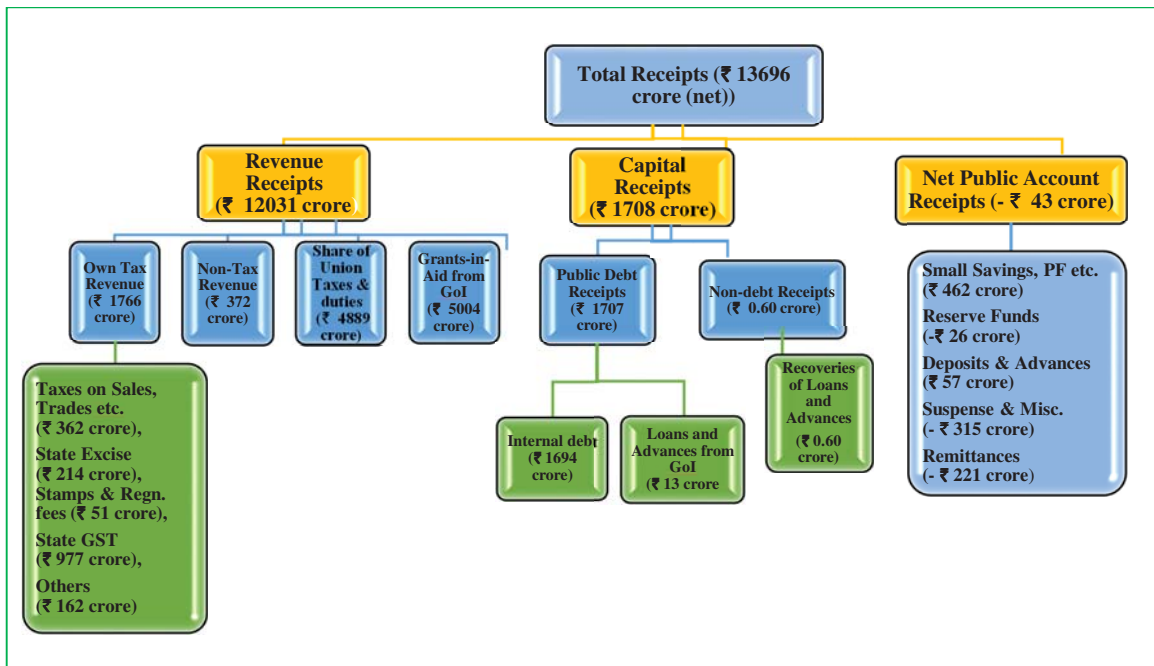 Total Receipts (₹ 13696
crore (net))
Revenue
Receipts
(₹ 12031 crore
Capital
Receipts
(₹ 1708 crore)
Net Public Account
Receipts (- ₹ 43 crore)
Own Tax
Revenue
(₹ 1766
crore)
Non-Tax
Revenue
(₹ 372
crore)
Share of
Union
Taxes &
duties
(₹ 4889
crore)
Grants-in-
Aid from
GoI
(₹ 5004
crore)
Public Debt
Receipts
(₹ 1707
crore)
Non-debt Receipts
(₹ 0.60 crore)
Small Savings, PF etc.
(₹ 462 crore)
Reserve Funds
(-₹ 26 crore)
Deposits & Advances
(₹ 57 crore)
Suspense & Misc.
(- ₹ 315 crore)
Remittances
(- ₹ 221 crore)
Taxes on Sales,
Trades etc.
(₹ 362 crore),
State Excise
(₹ 214 crore),
Stamps & Regn.
fees (₹ 51 crore),
State GST
(₹ 977 crore),
Others
(₹ 162 crore)
Internal debt
(₹ 1694
crore)
Loans and
Advances from
GoI
(₹ 13 crore
Recoveries
of Loans
and
Advances
(₹ 0.60
crore)